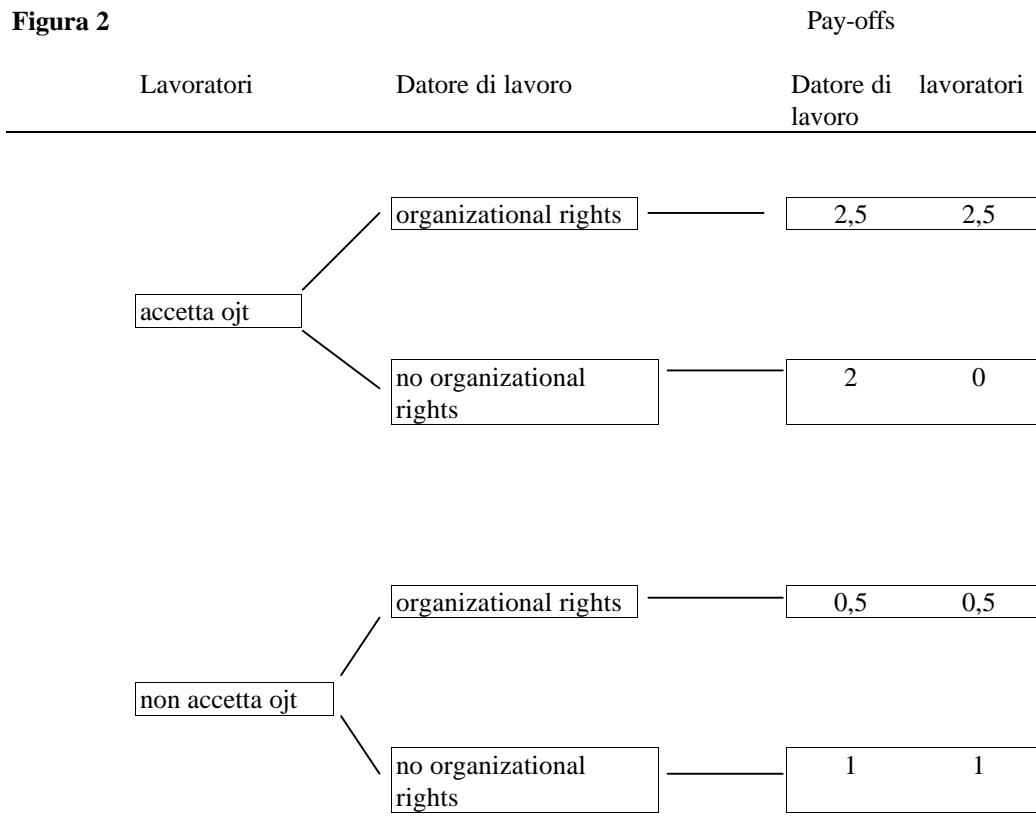 Figura 2
Pay-offs
Lavoratori Datore di lavoro Datore di lavoratori
lavoro
organizational rights 2,5 2,5
accetta ojt
no organizational 2 0
rights
organizational rights 0,5 0,5
non accetta ojt
no organizational 1 1
rights